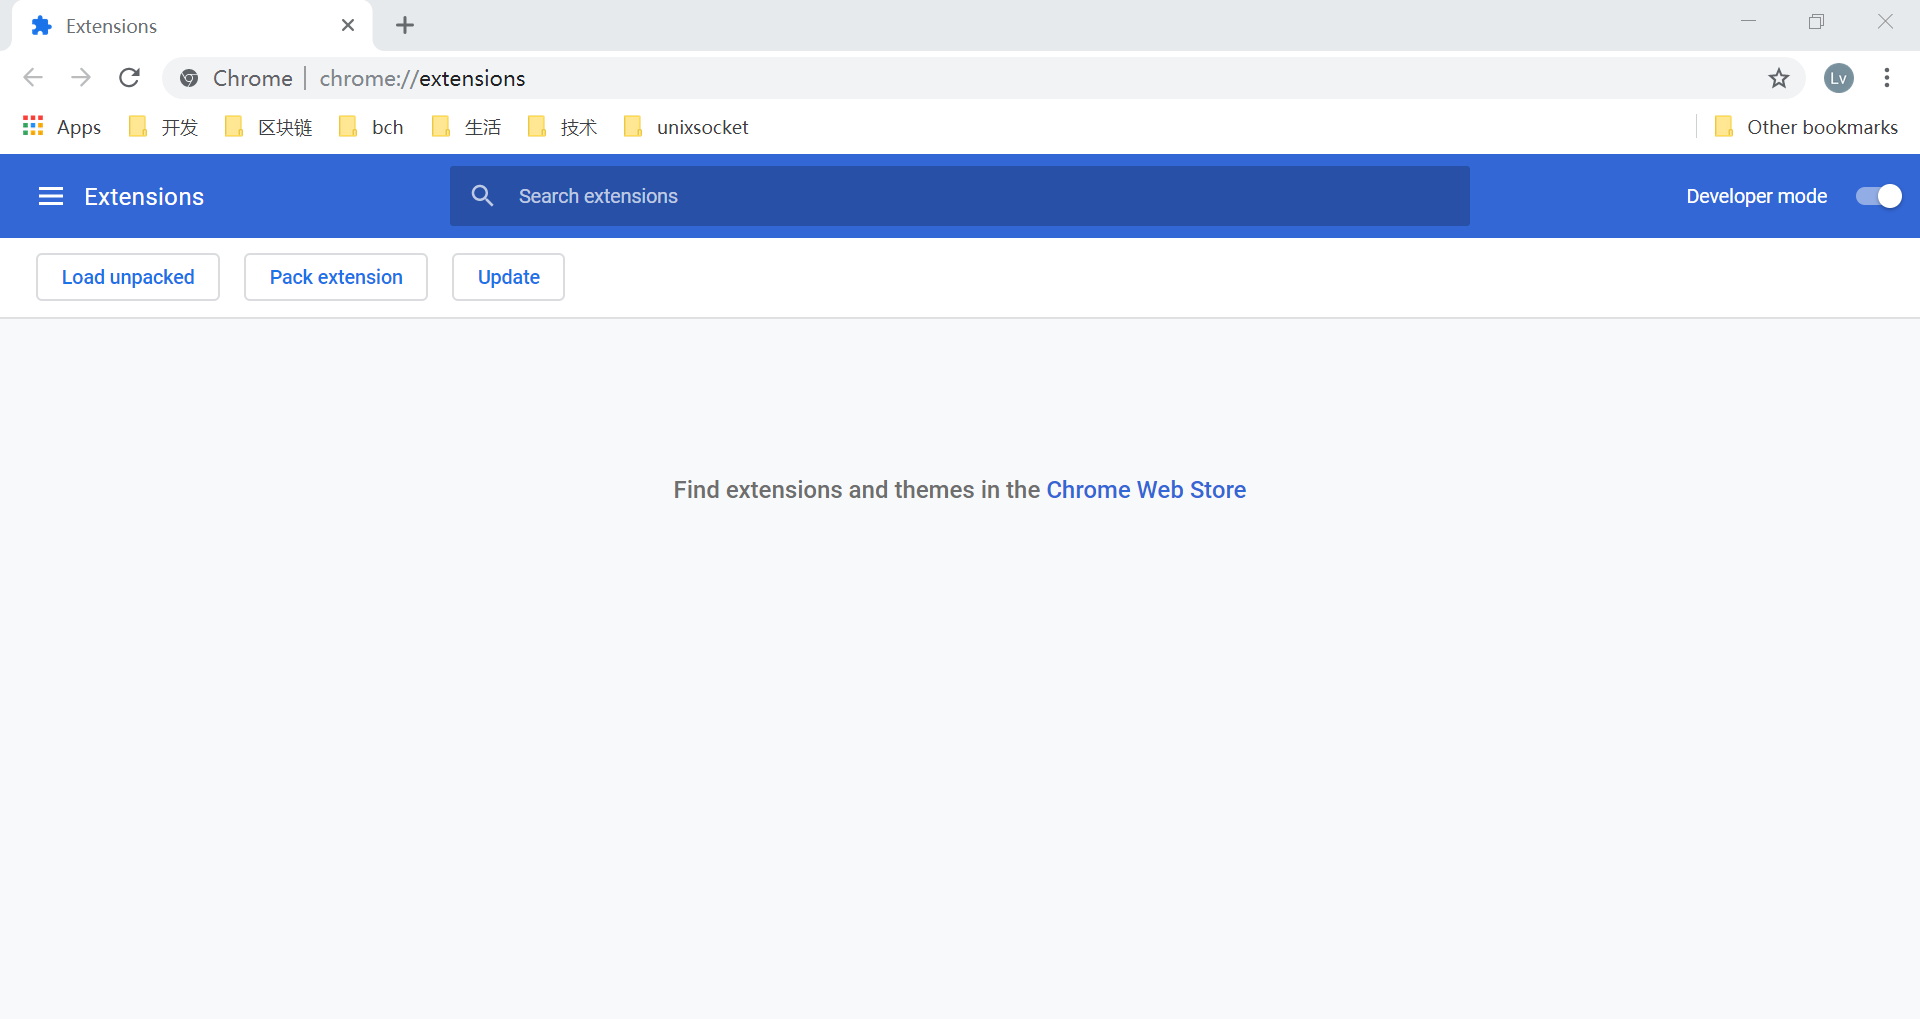 Extensions
Chrome | chrome://extensions
Lv
Apps 开发 区块链 bch 生活 技术 unixsocket Other bookmarks
Extensions Search extensions Developer mode
Load unpacked Pack extension Update
Find extensions and themes in the Chrome Web Store